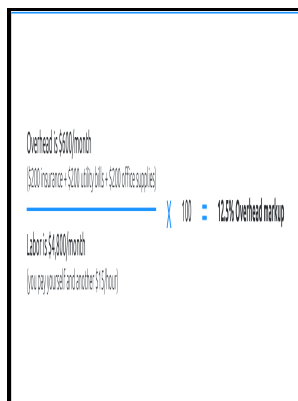 Overhead is $600/month
($200 insurance + $200 utility bills + $200 office supplies)
X 100 = 12.5% Overhead markup
Labor is $4,800/month
(you pay yourself and another $15/hour)